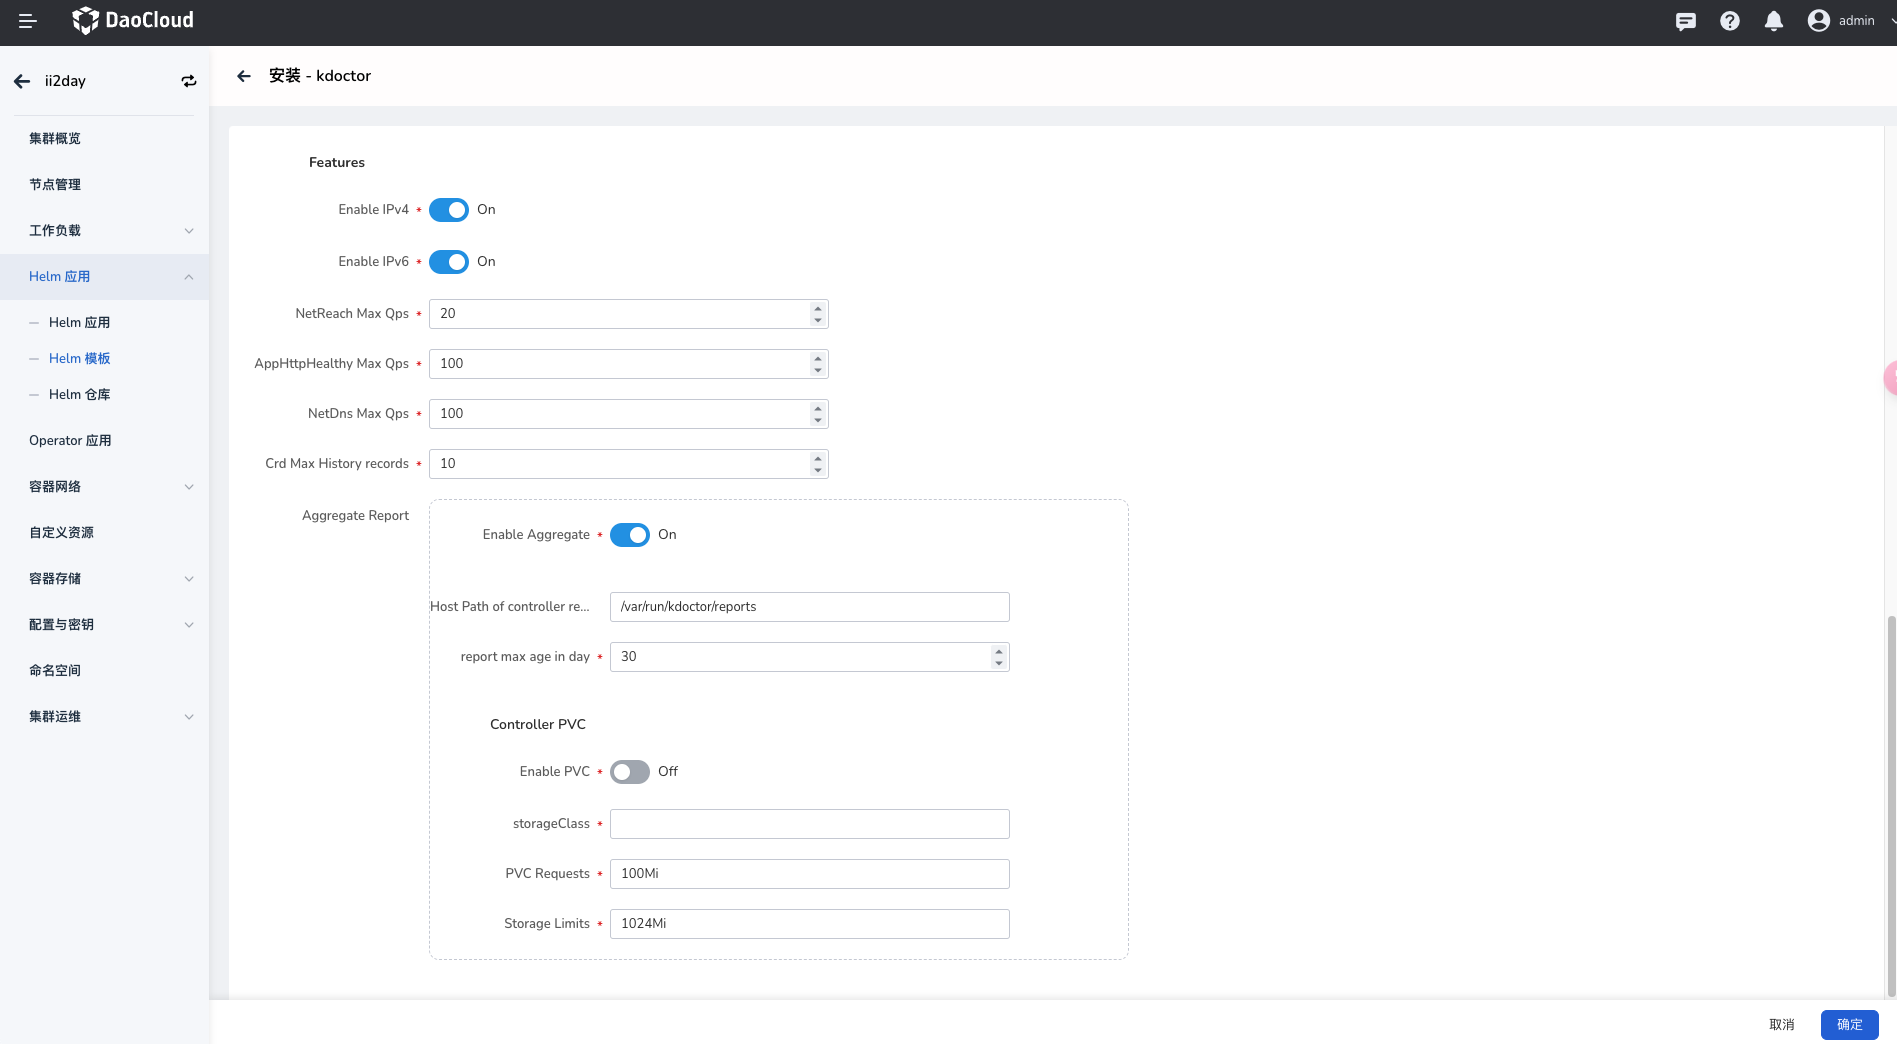 DaoCloud
admin
ii2day
集群概览
节点管理
工作负载
Helm 应用
Helm 应用
Helm 模板
Helm 仓库
Operator 应用
容器网络
自定义资源
容器存储
配置与密钥
命名空间
集群运维
安装 - kdoctor
Features
Enable IPv4 * On
Enable IPv6 * On
NetReach Max Qps * 20
AppHttpHealthy Max Qps * 100
NetDns Max Qps * 100
Crd Max History records * 10
Aggregate Report
Enable Aggregate * On
Host Path of controller re... /var/run/kdoctor/reports
report max age in day * 30
Controller PVC
Enable PVC * Off
storageClass *
PVC Requests * 100Mi
Storage Limits * 1024Mi
取消 确定